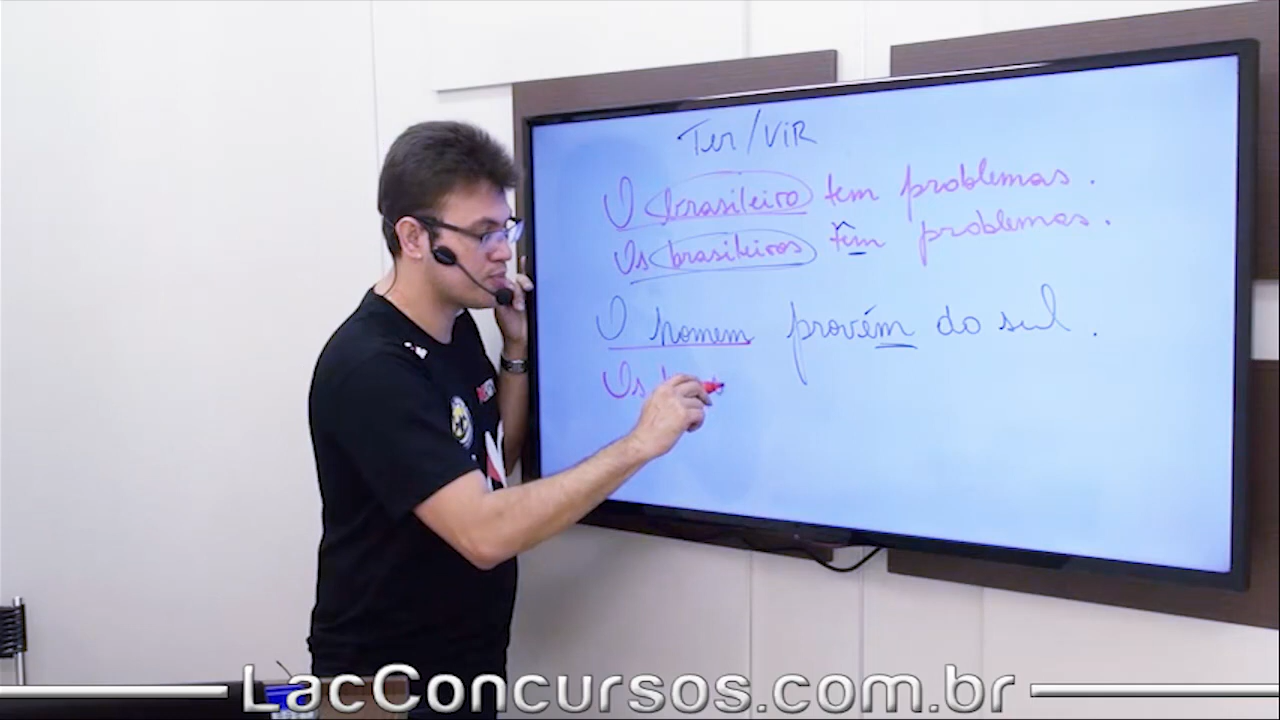 Ter/ViR
O brasileiro tem problemas.
Os brasileiros têm problemas.
O homem provém do sul.
Os
LacConcursos.com.br